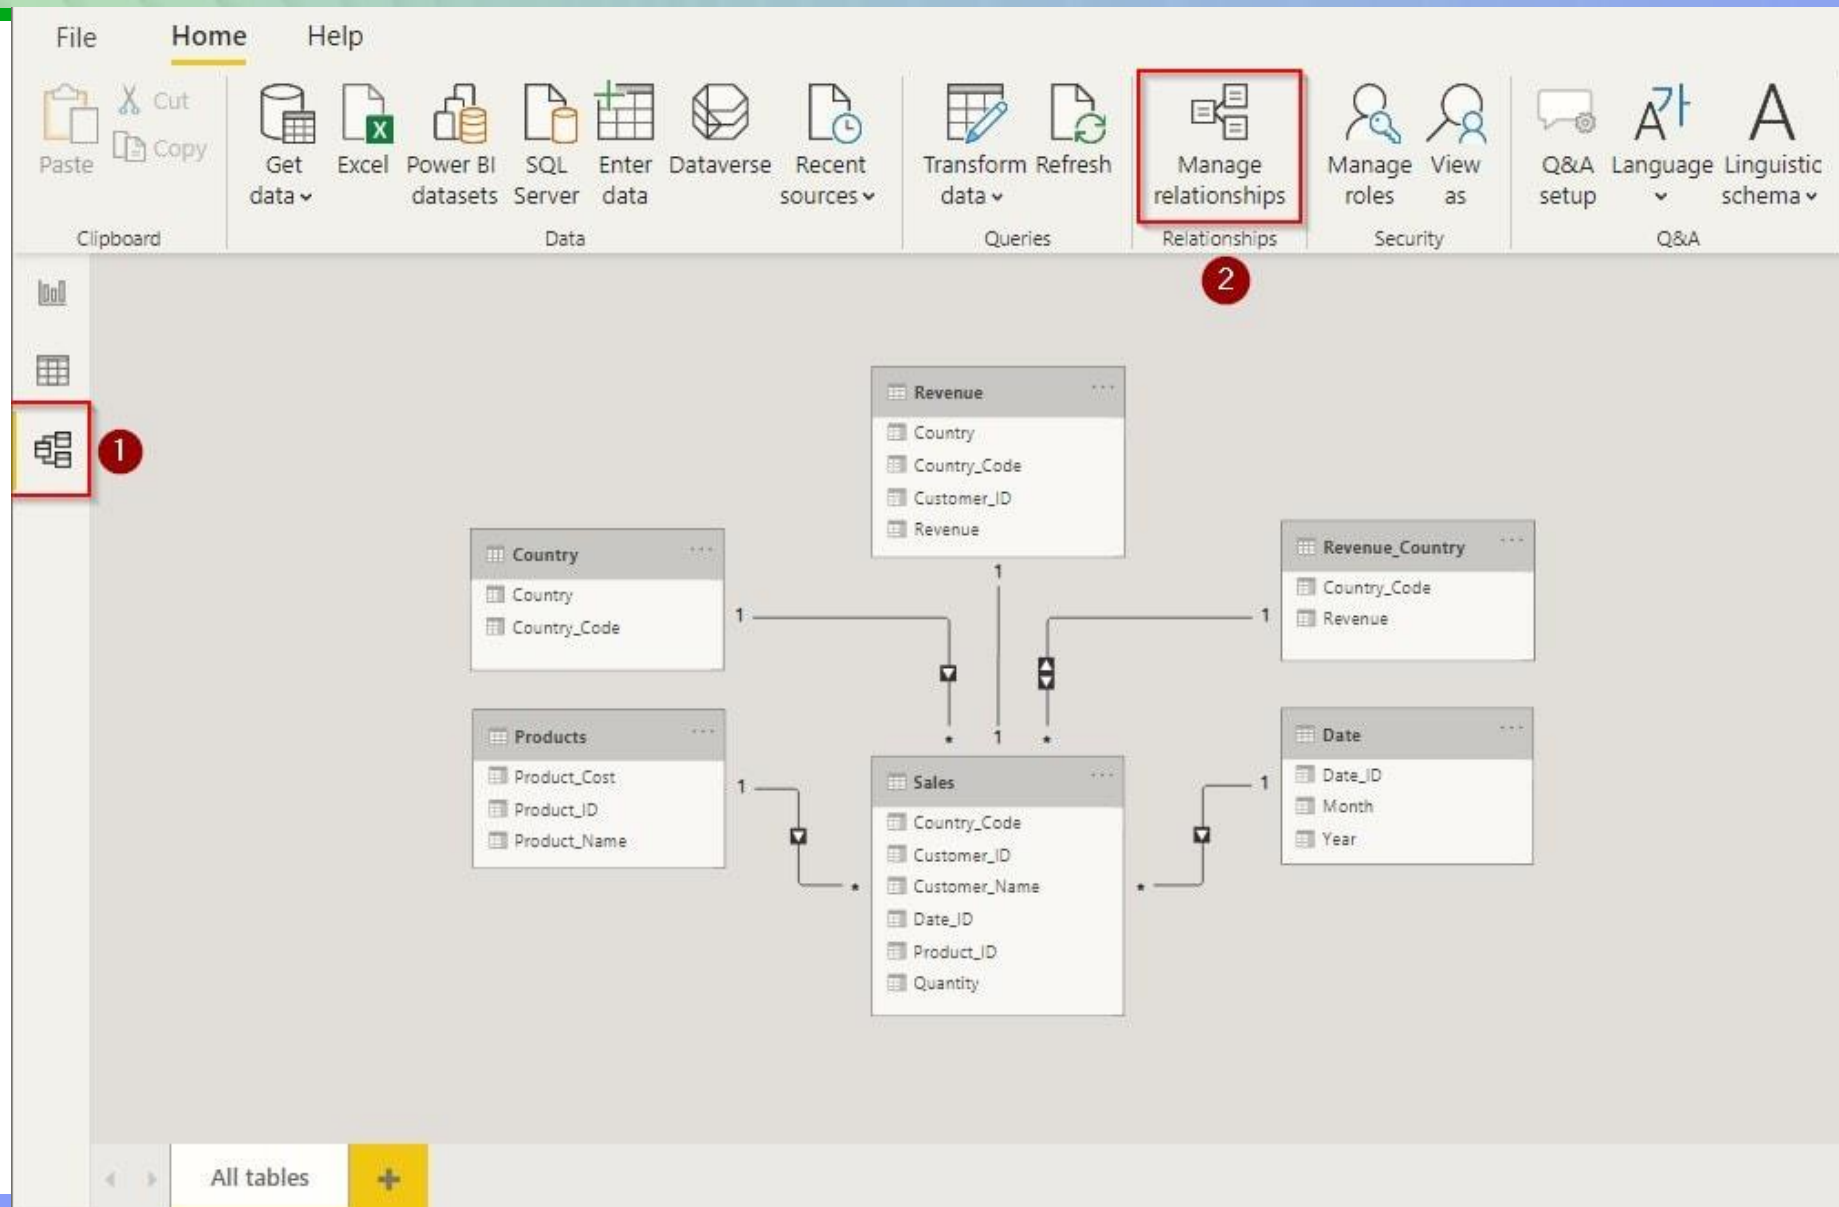 File Home Help
Paste
Cut
Copy
Clipboard
Get data
Excel
Power BI datasets
SQL Server
Enter data
Dataverse
Recent sources
Data
Transform data
Refresh
Queries
Manage relationships
Relationships
Manage roles
View as
Security
Q&A setup
Language
Linguistic schema
Q&A
2
1
Revenue
Country
Country_Code
Customer_ID
Revenue
1
Country
Country
Country_Code
1
Revenue_Country
Country_Code
Revenue
1
* 1 *
Products
Product_Cost
Product_ID
Product_Name
1
*
Sales
Country_Code
Customer_ID
Customer_Name
Date_ID
Product_ID
Quantity
Date
Date_ID
Month
Year
1
*
All tables
+